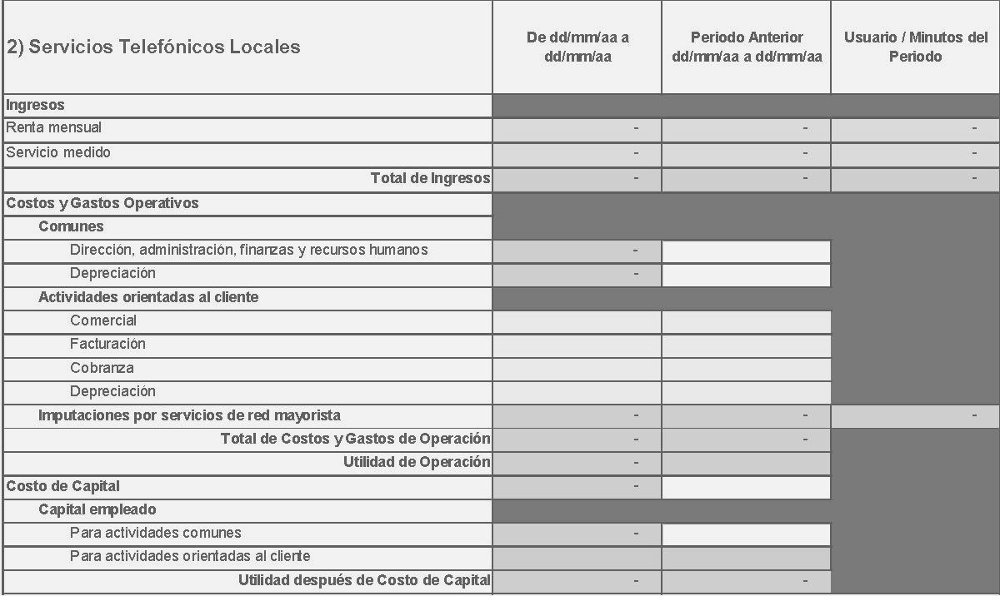 2) Servicios Telefónicos Locales
De dd/mm/aa a
dd/mm/aa
Periodo Anterior
dd/mm/aa a dd/mm/aa
Usuario / Minutos del
Periodo
Ingresos
Renta mensual - - -
Servicio medido - - -
Total de Ingresos - - -
Costos y Gastos Operativos
Comunes
Dirección, administración, finanzas y recursos humanos -
Depreciación -
Actividades orientadas al cliente
Comercial
Facturación
Cobranza
Depreciación
Imputaciones por servicios de red mayorista - - -
Total de Costos y Gastos de Operación - -
Utilidad de Operación -
Costo de Capital -
Capital empleado
Para actividades comunes -
Para actividades orientadas al cliente
Utilidad después de Costo de Capital - -